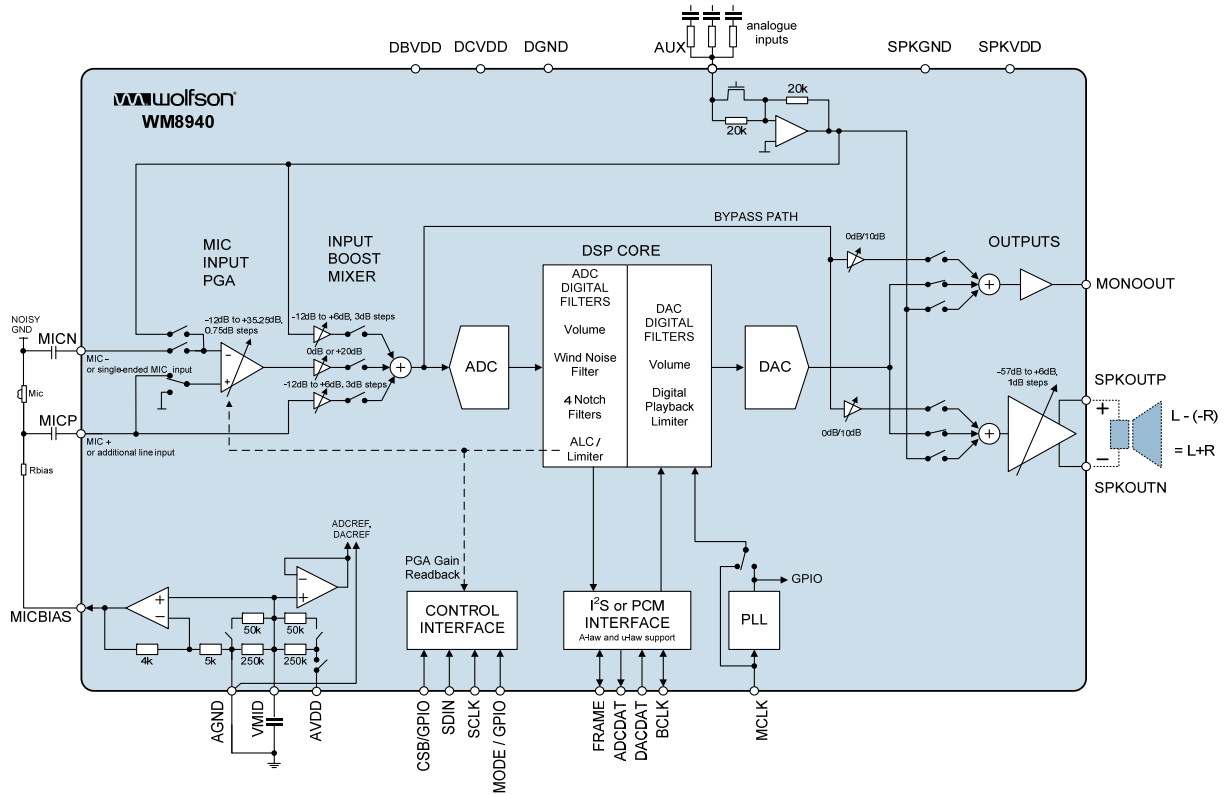 analogue
inputs
AUX
DBVDD
DCVDD
DGND
SPKGND
SPKVDD
wolfson
WM8940
20k
20k
BYPASS PATH
MIC
INPUT
PGA
INPUT
BOOST
MIXER
DSP CORE
0dB/10dB
OUTPUTS
MONOOUT
ADC
DIGITAL
FILTERS
Volume
Wind Noise
Filter
4 Notch
Filters
ALC /
Limiter
DAC
DIGITAL
FILTERS
Volume
Digital
Playback
Limiter
NOISY
GND
MICN
MIC -
or single-ended MIC input
-12dB to +35.25dB,
0.75dB steps
-
+
-12dB to +6dB, 3dB steps
0dB or +20dB
-12dB to +6dB, 3dB steps
+
ADC
DAC
+
Mic
MICP
MIC +
or additional line input
Rbias
0dB/10dB
+
-57dB to +6dB,
1dB steps
SPKOUTP
+
−
L - (-R)
= L+R
SPKOUTN
ADCREF,
DACREF
PGA Gain
Readback
-
+
MICBIAS
+
-
50k
50k
4k
5k
250k
250k
CONTROL
INTERFACE
I²S or PCM
INTERFACE
A-law and u-law support
PLL
GPIO
AGND
VMID
AVDD
CSB/GPIO
SDIN
SCLK
MODE / GPIO
FRAME
ADCDAT
DACDAT
BCLK
MCLK